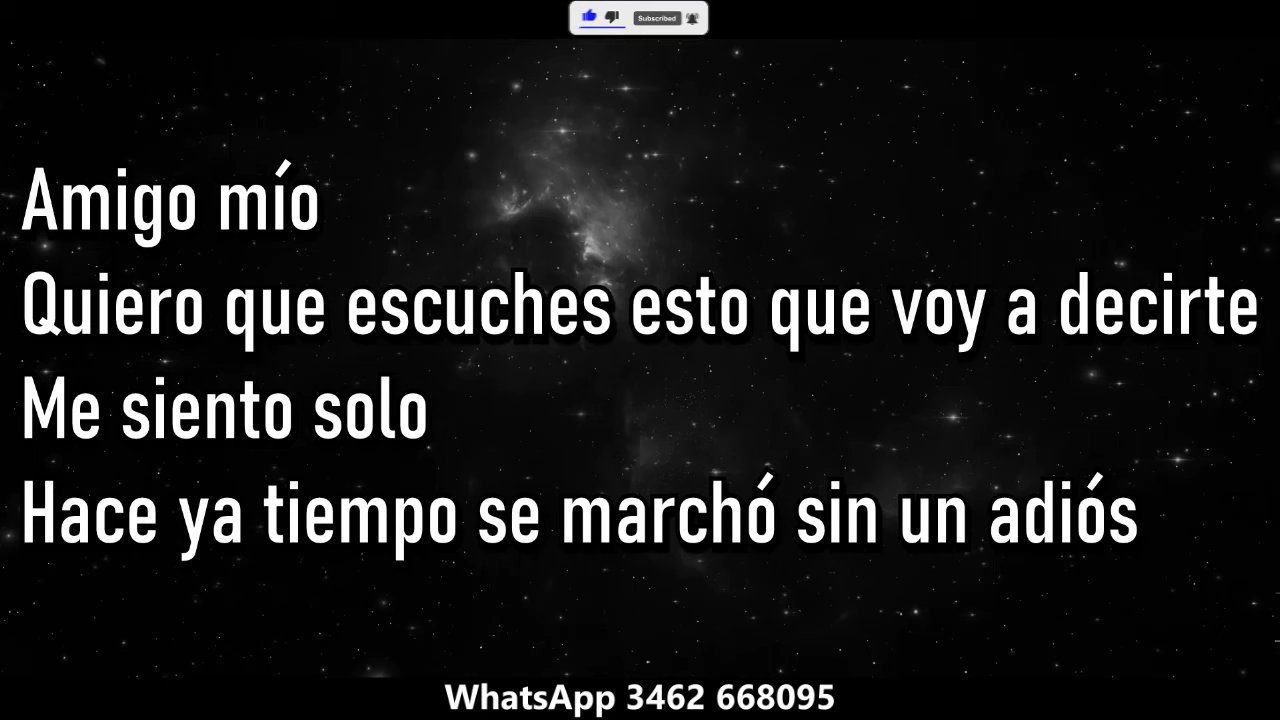 Subscribed
Amigo mío
Quiero que escuches esto que voy a decirte
Me siento solo
Hace ya tiempo se marchó sin un adiós
WhatsApp 3462 668095